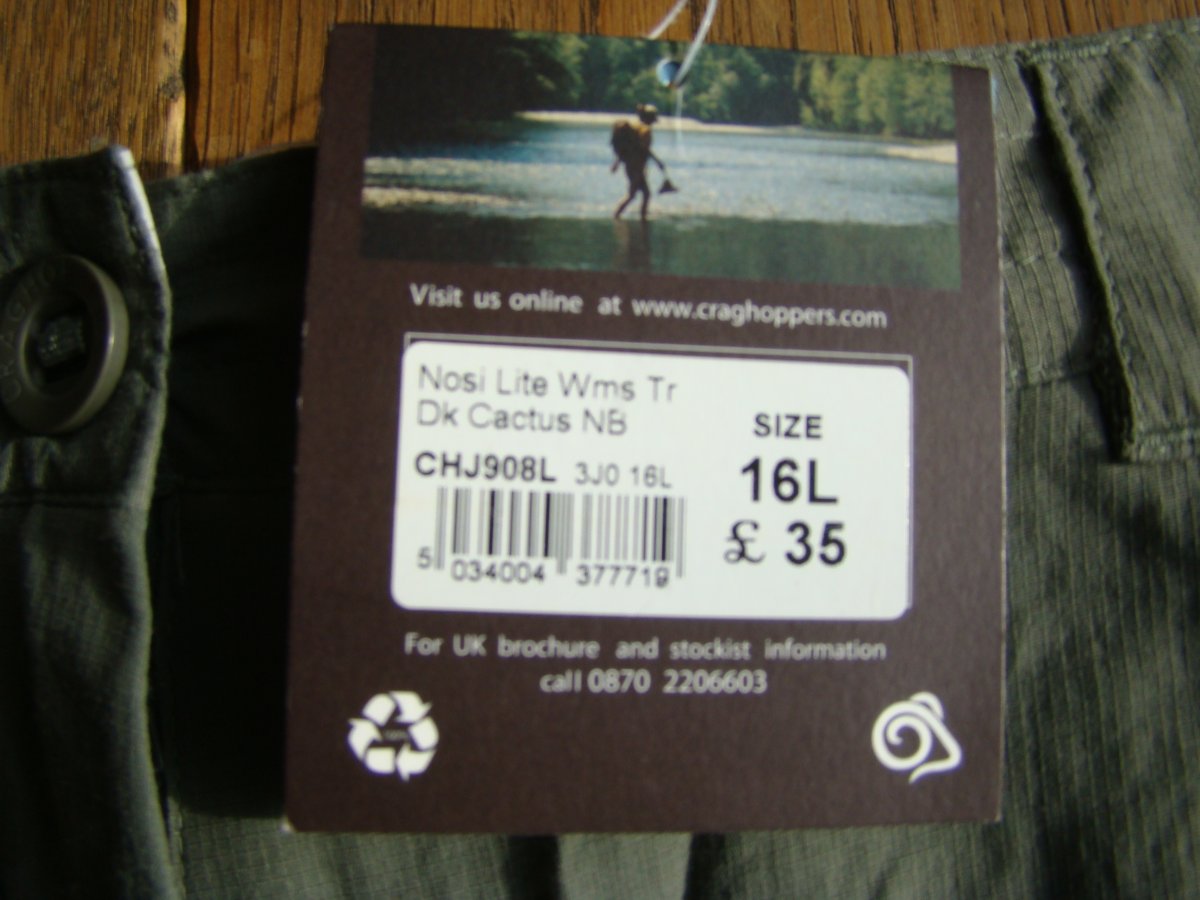 Visit us online at www.craghoppers.com
Nosi Lite Wms Tr
Dk Cactus NB
CHJ908L 3J0 16L
SIZE
16L
£ 35
5 034004 377719
For UK brochure and stockist information
call 0870 2206603